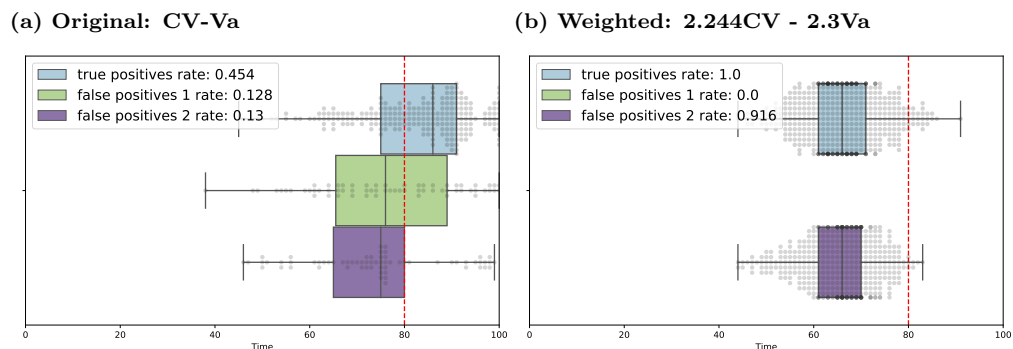 (a) Original: CV-Va
true positives rate: 0.454
false positives 1 rate: 0.128
false positives 2 rate: 0.13
0 20 40 60 80 100
Time
(b) Weighted: 2.244CV - 2.3Va
true positives rate: 1.0
false positives 1 rate: 0.0
false positives 2 rate: 0.916
0 20 40 60 80 100
Time